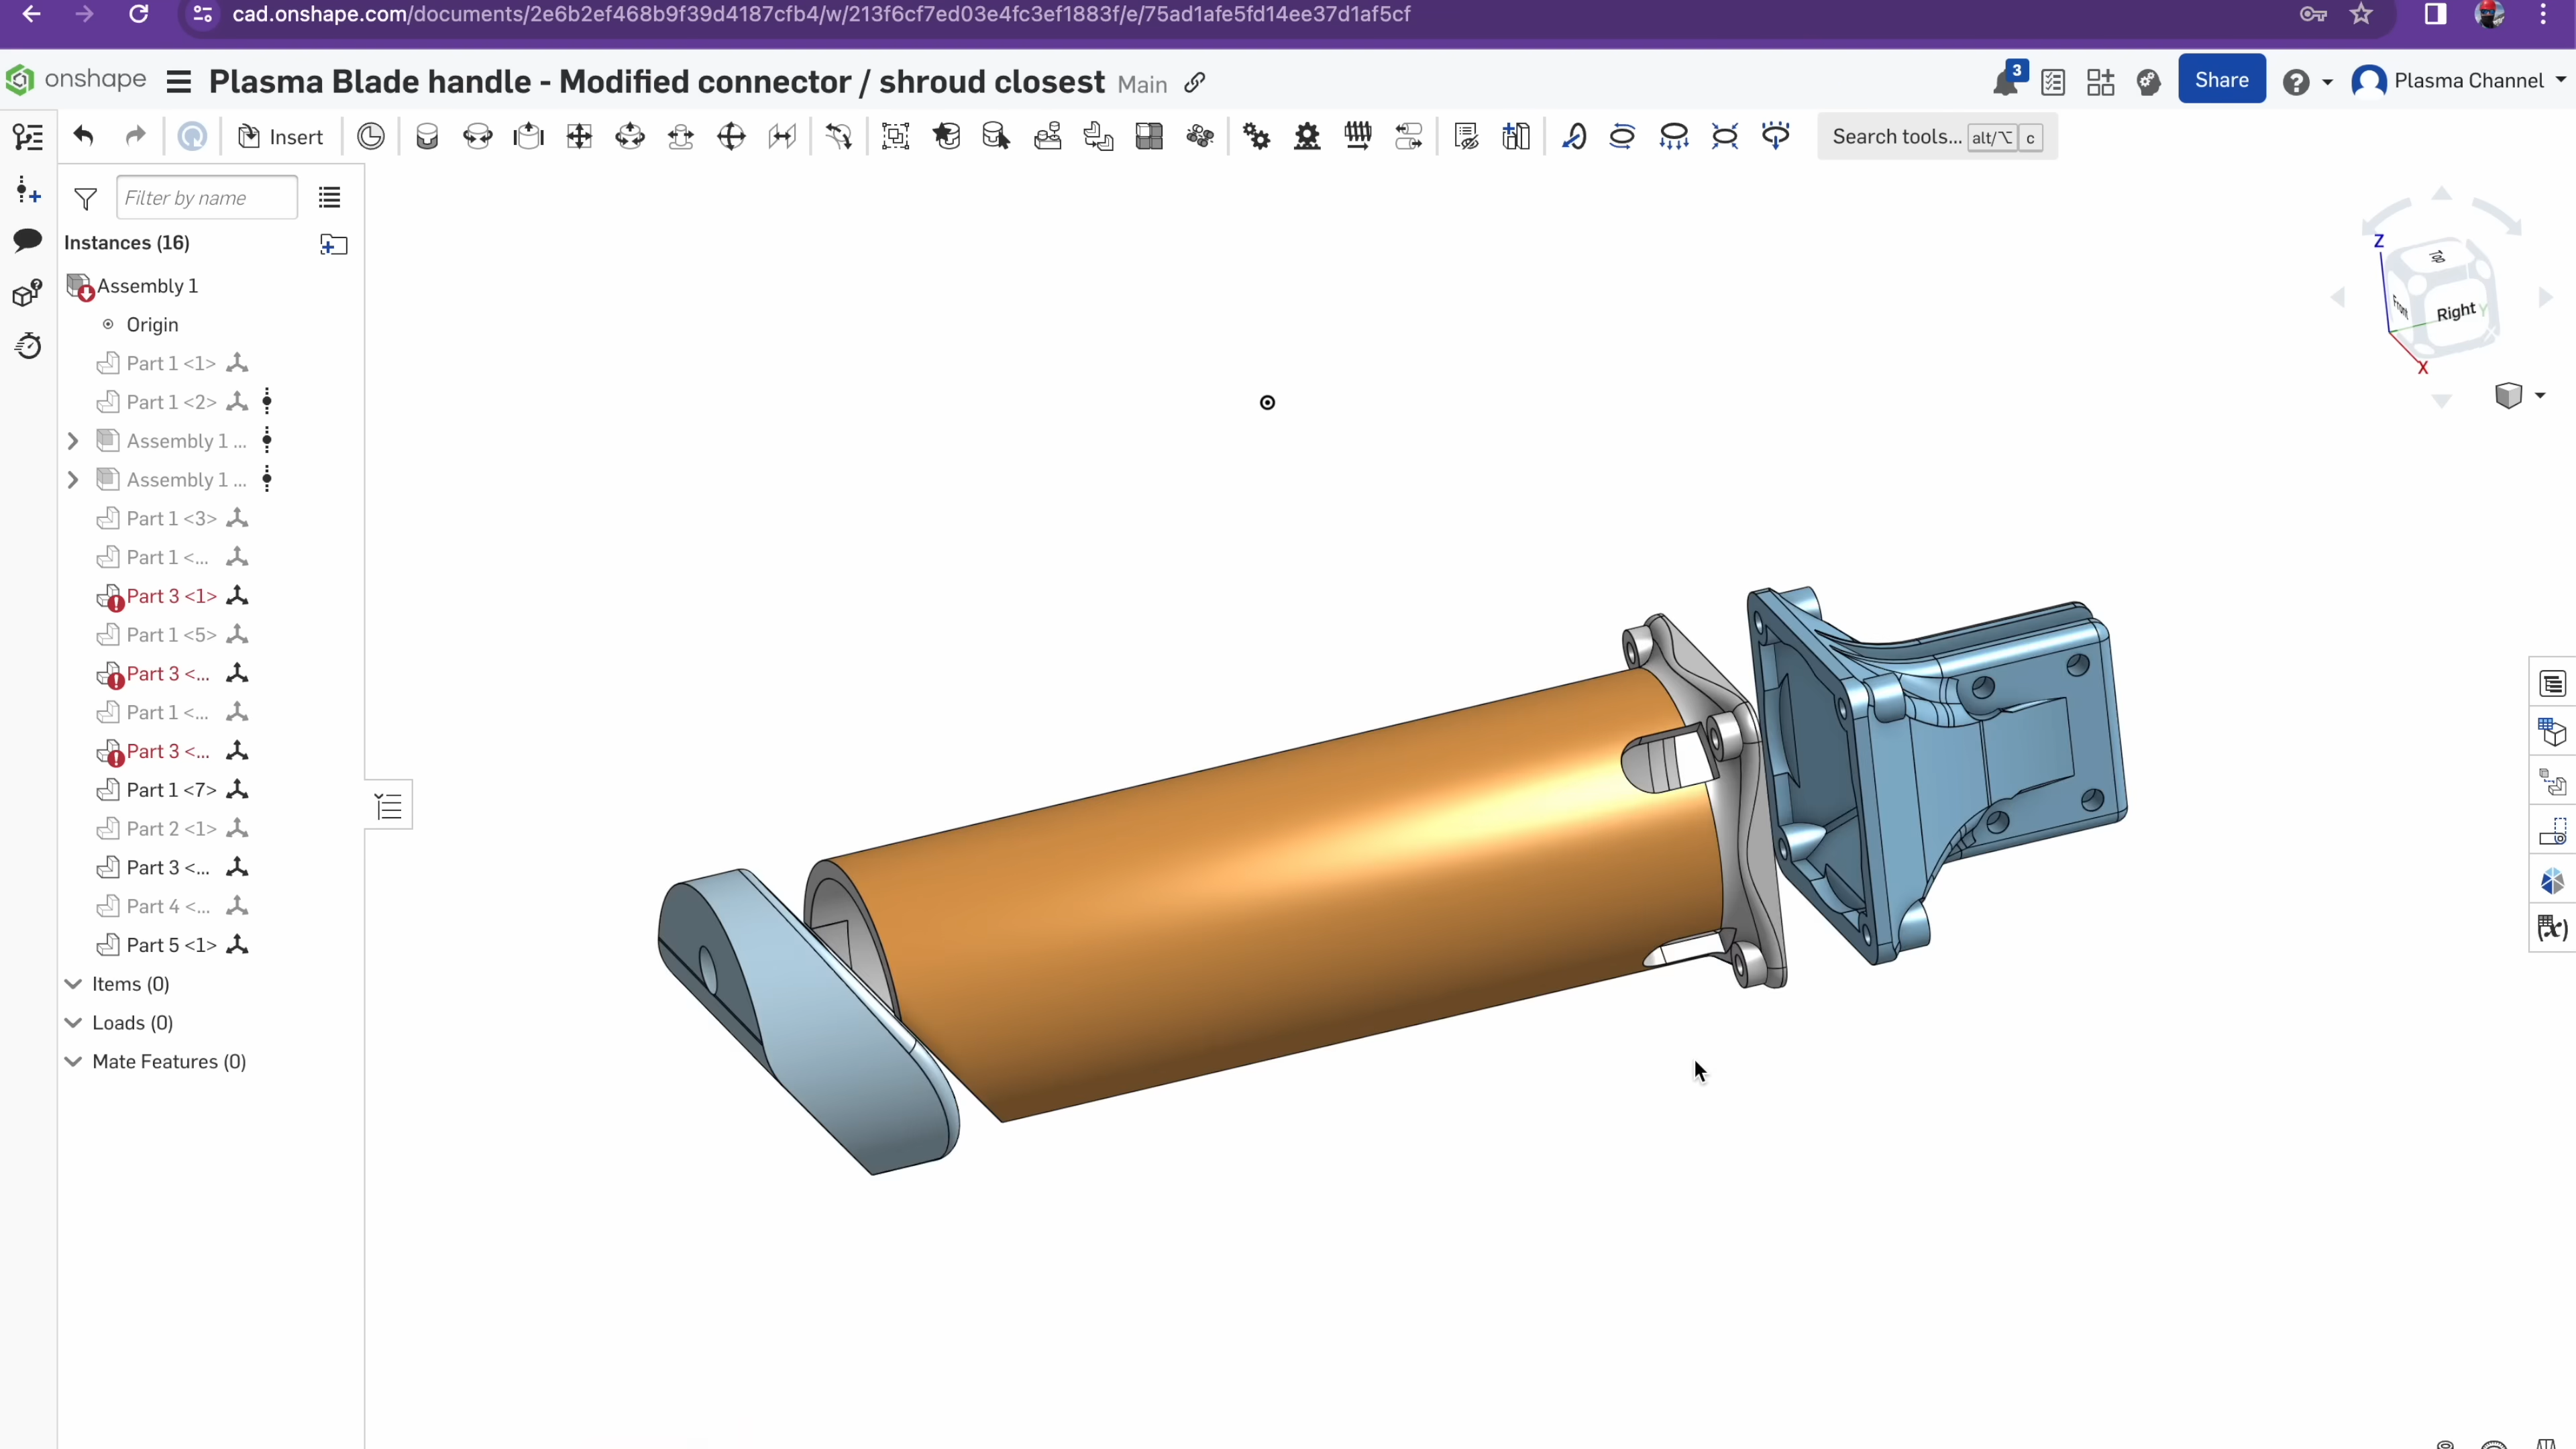 cad.onshape.com/documents/2e6b2ef468b9f39d4187cfb4/w/213f6cf7ed03e4fc3ef1883f/e/75ad1afe5fd14ee37d1af5cf
onshape Plasma Blade handle - Modified connector / shroud closest Main 3 Share Plasma Channel
Insert Search tools... alt/⌥ c
Filter by name
Instances (16)
Assembly 1
Origin
Part 1 <1>
Part 1 <2>
Assembly 1 ...
Assembly 1 ...
Part 1 <3>
Part 1 <...
Part 3 <1>
Part 1 <5>
Part 3 <...
Part 1 <...
Part 3 <...
Part 1 <7>
Part 2 <1>
Part 3 <...
Part 4 <...
Part 5 <1>
Items (0)
Loads (0)
Mate Features (0)
Z
Top
Front
Right
Y
X
(x)